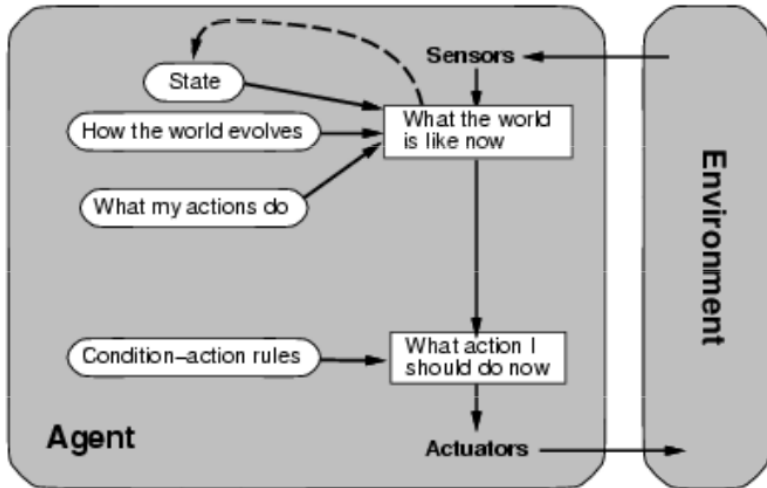 Sensors
State
What the world
is like now
How the world evolves
What my actions do
Environment
Condition–action rules
What action I
should do now
Agent
Actuators